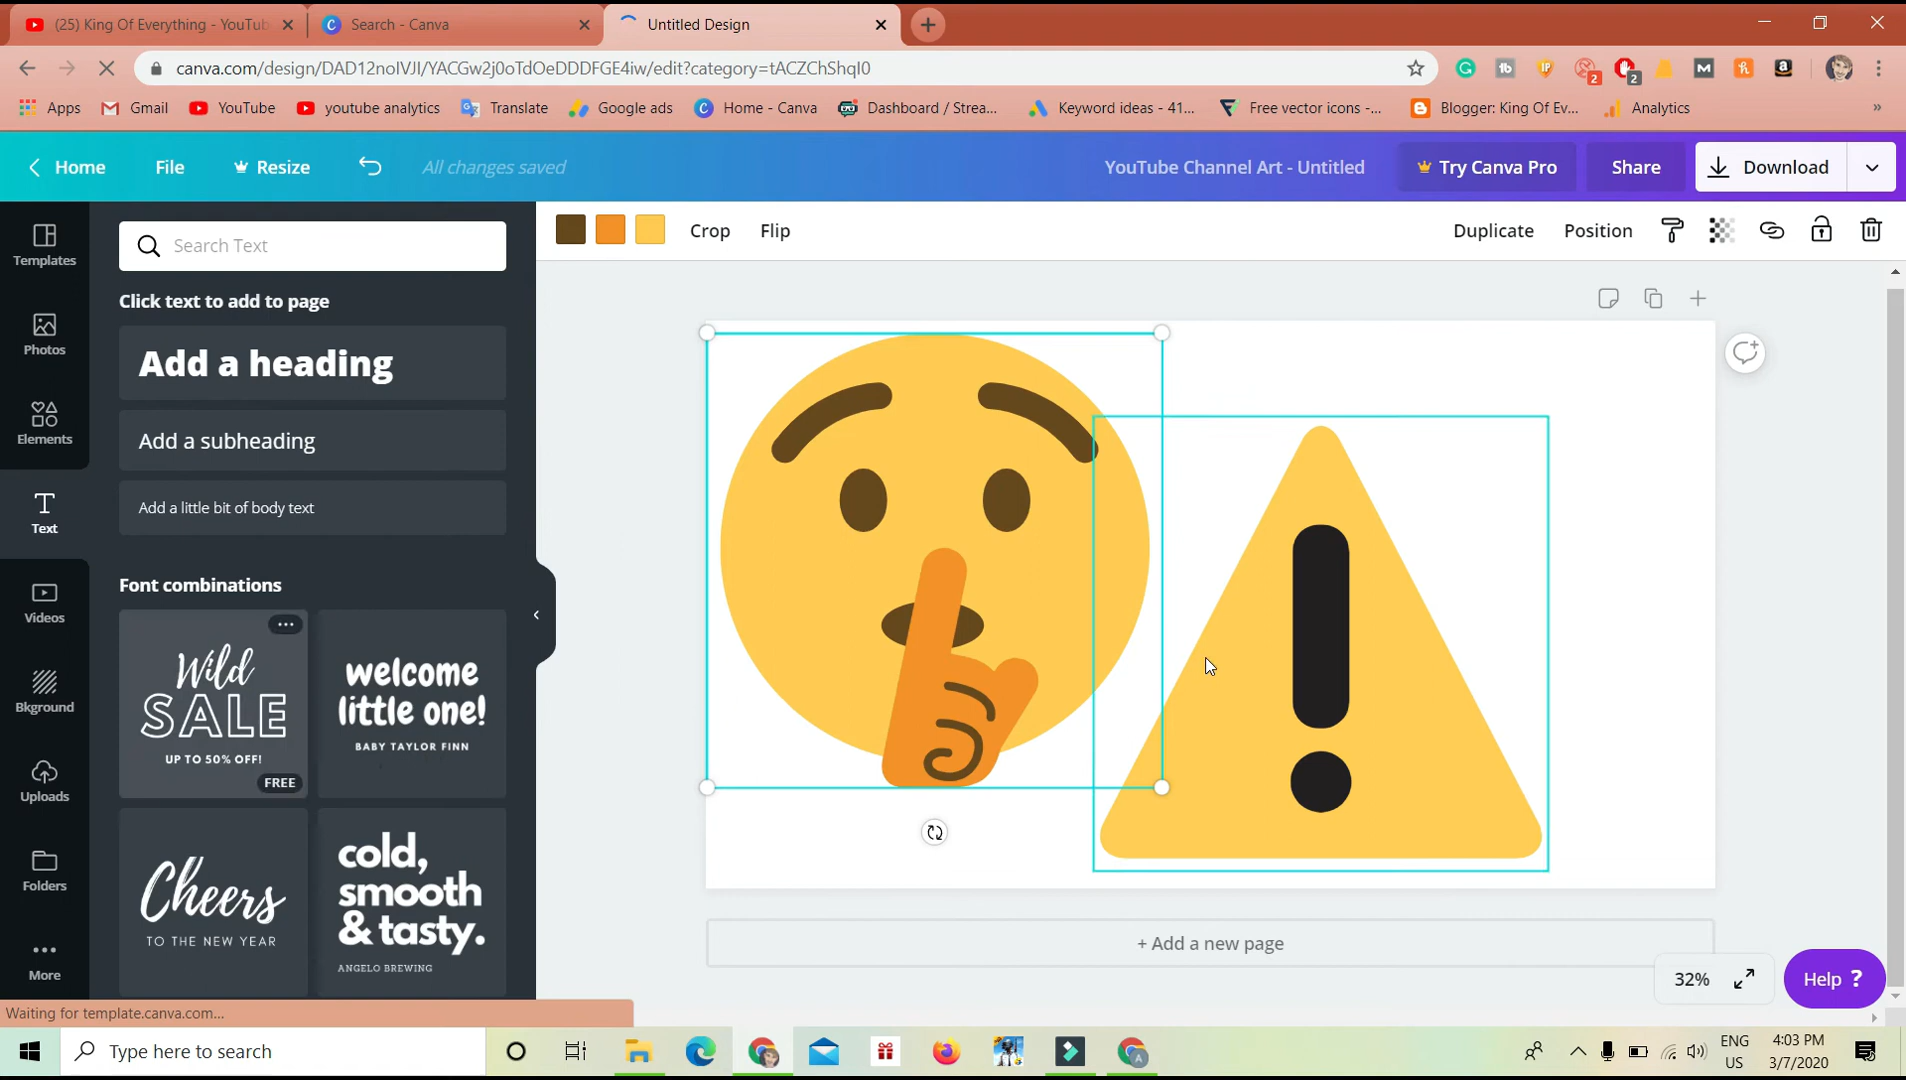 (25) King Of Everything - YouTub
Search - Canva
Untitled Design
canva.com/design/DAD12noIVJI/YACGw2j0oTdOeDDDFGE4iw/edit?category=tACZChShqI0
2
2
Apps
Gmail
YouTube
youtube analytics
Translate
Google ads
Home - Canva
Dashboard / Strea...
Keyword ideas - 41...
Free vector icons -...
Blogger: King Of Ev...
Analytics
Home
File
Resize
All changes saved
YouTube Channel Art - Untitled
Try Canva Pro
Share
Download
Crop
Flip
Duplicate
Position
Templates
Photos
Elements
Text
Videos
Bkground
Uploads
Folders
More
Search Text
Click text to add to page
Add a heading
Add a subheading
Add a little bit of body text
Font combinations
Wild
SALE
UP TO 50% OFF!
FREE
welcome
little one!
BABY TAYLOR FINN
Cheers
TO THE NEW YEAR
cold,
smooth
& tasty.
ANGELO BREWING
+ Add a new page
32%
Help ?
Waiting for template.canva.com...
Type here to search
ENG
US
4:03 PM
3/7/2020